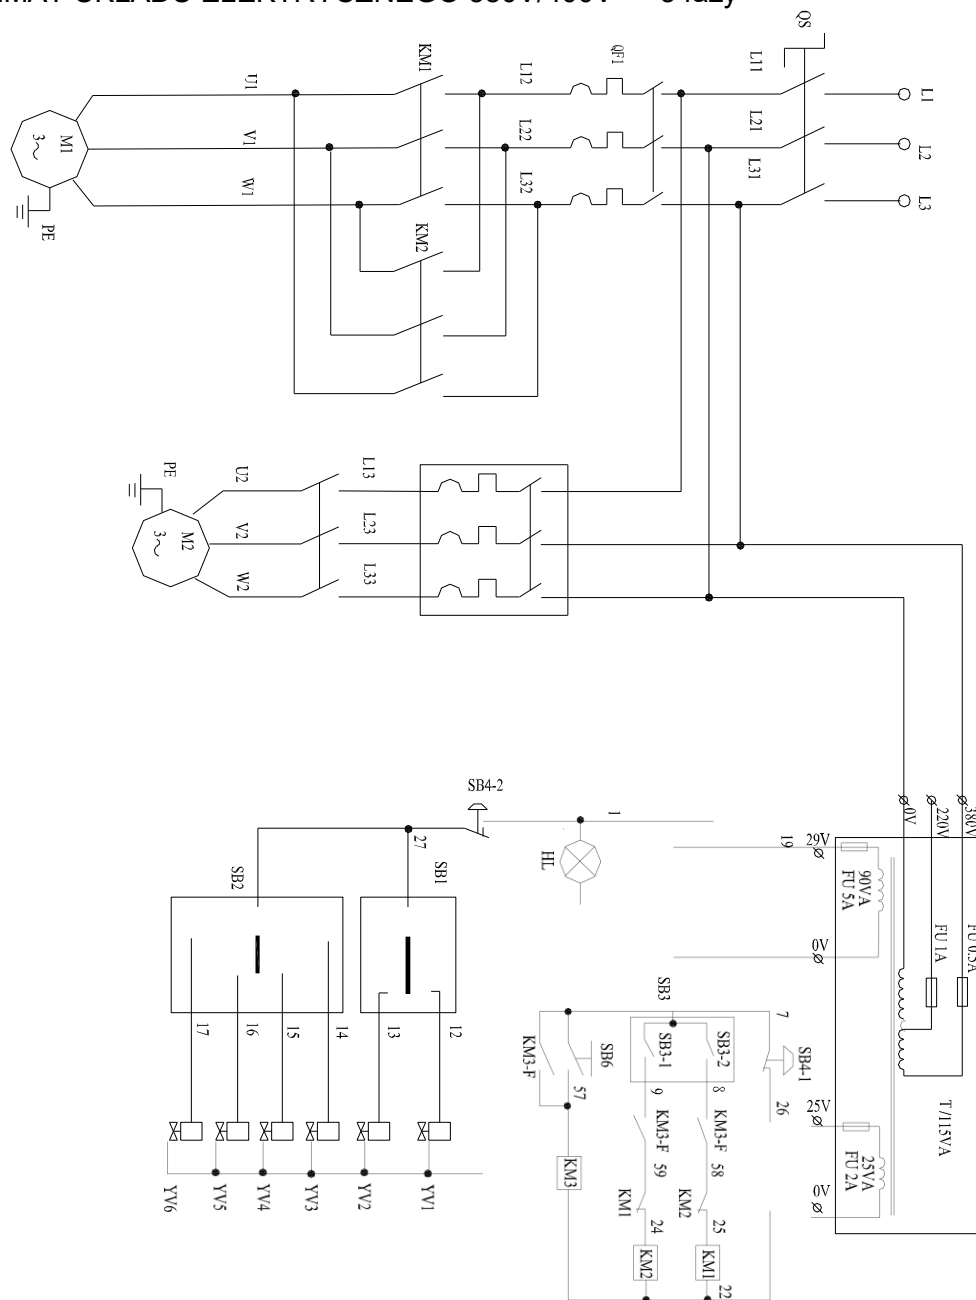 UKŁADU ELEKTRYCZNEGO
QS
KM1
QF1
L11
L12
U1
L1
M1
3~
V1
L22
L21
L2
W1
L32
L31
L3
PE
KM2
PE
U2
L13
M2
3~
V2
L23
W2
L33
SB4-2
0V
220V
380V
1
27
HL
19
29V
SB2
SB1
90VA
FU 5A
0V
FU 1A
FU 0.5A
17
16
15
14
13
12
SB3
7
KM3-F
SB6
SB3-1
SB3-2
SB4-1
57
9
8
26
25V
T/115VA
KM3-F
KM3-F
KM3
59
58
25VA
FU 2A
0V
KM1
KM2
YV6
YV5
YV4
YV3
YV2
YV1
24
25
KM2
KM1
22